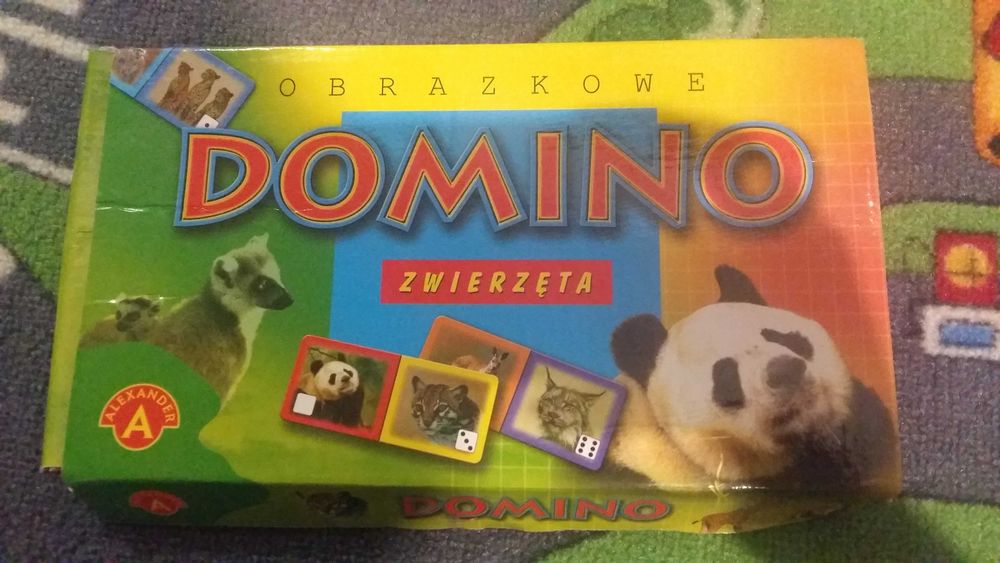 OBRAZKOWE
DOMINO
ZWIERZĘTA
ALEXANDER
A
A
DOMINO